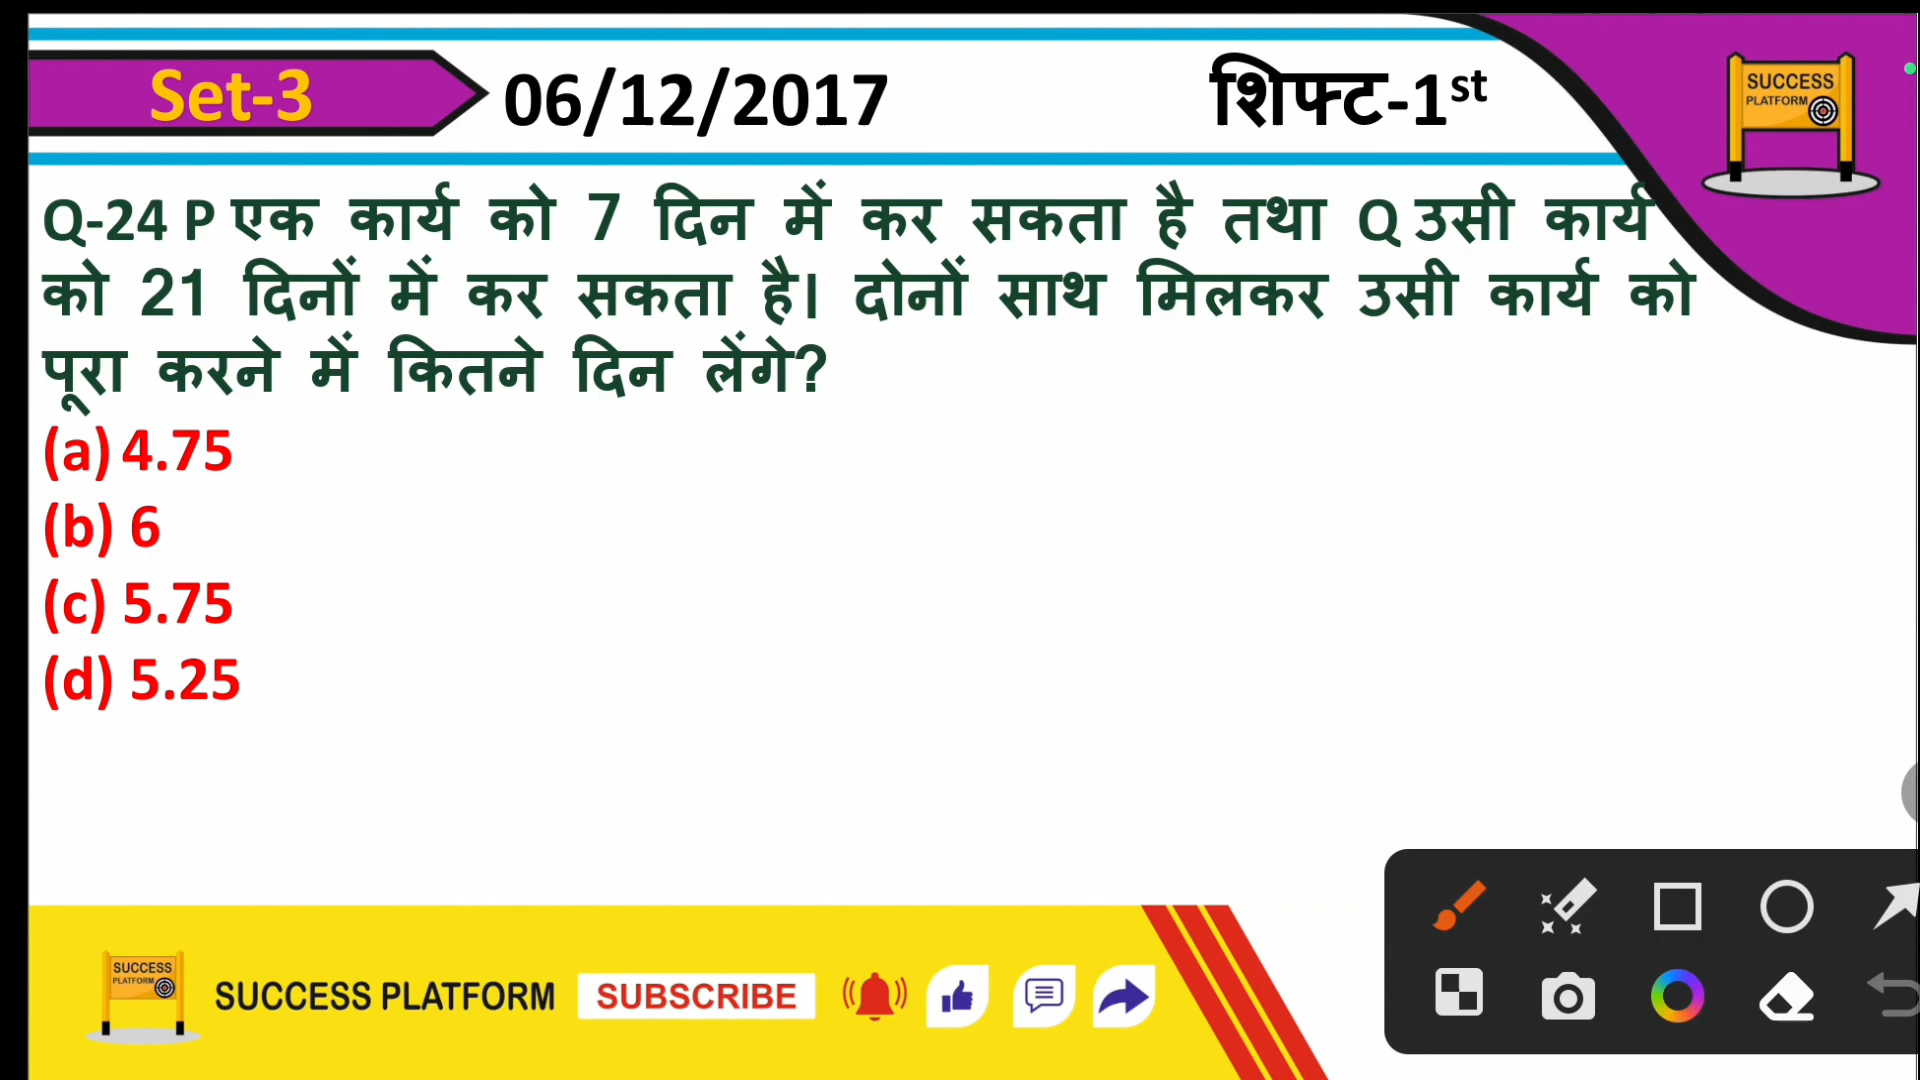 Set-3 06/12/2017 शिफ्ट-1st
SUCCESS
PLATFORM
Q-24 P एक कार्य को 7 दिन में कर सकता है तथा Q उसी कार्य
को 21 दिनों में कर सकता है। दोनों साथ मिलकर उसी कार्य को
पूरा करने में कितने दिन लेंगे?
(a) 4.75
(b) 6
(c) 5.75
(d) 5.25
SUCCESS
PLATFORM
SUCCESS PLATFORM SUBSCRIBE